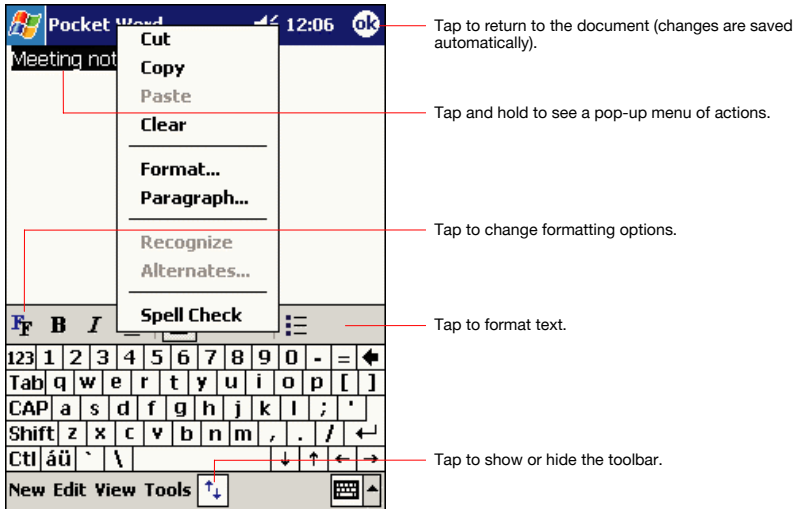 Pocket Word 12:06 ok
Meeting not
Cut
Copy
Paste
Clear
Format...
Paragraph...
Recognize
Alternates...
Spell Check
FF B I
123 1 2 3 4 5 6 7 8 9 0 - =
Tab q w e r t y u i o p [ ]
CAP a s d f g h j k l ; '
Shift z x c v b n m , . /
Ctl áü ` \
New Edit View Tools
Tap to return to the document (changes are saved
automatically).
Tap and hold to see a pop-up menu of actions.
Tap to change formatting options.
Tap to format text.
Tap to show or hide the toolbar.